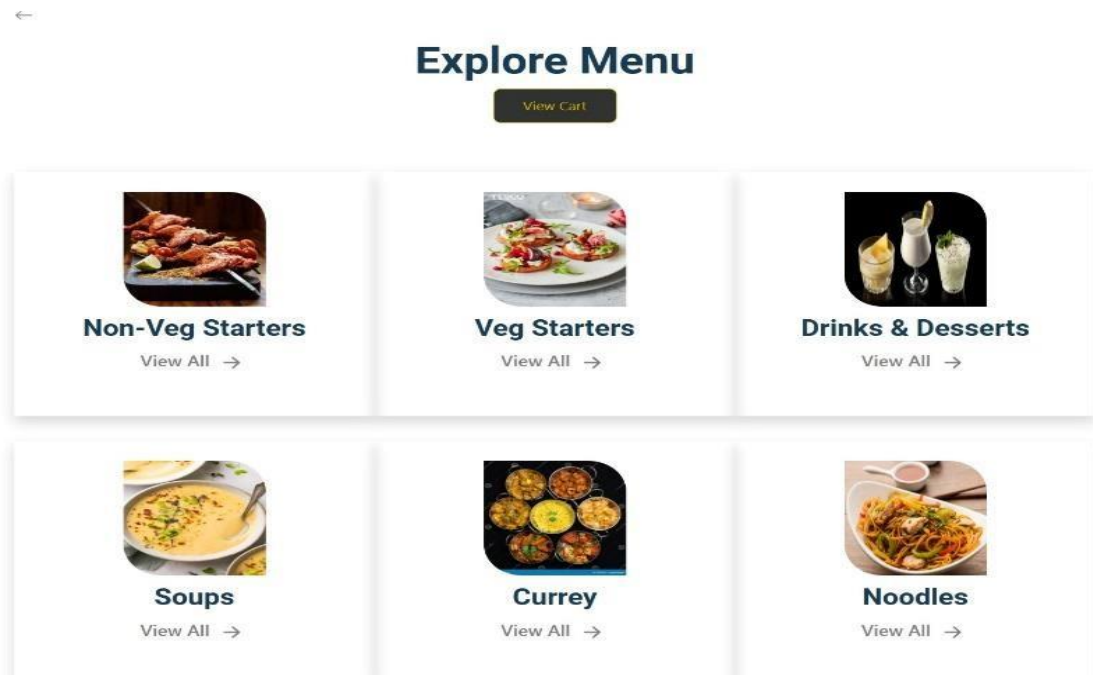 Explore Menu
View Cart
Non-Veg Starters
Veg Starters
Drinks & Desserts
View All →
View All →
View All →
Soups
Currey
Noodles
View All →
View All →
View All →